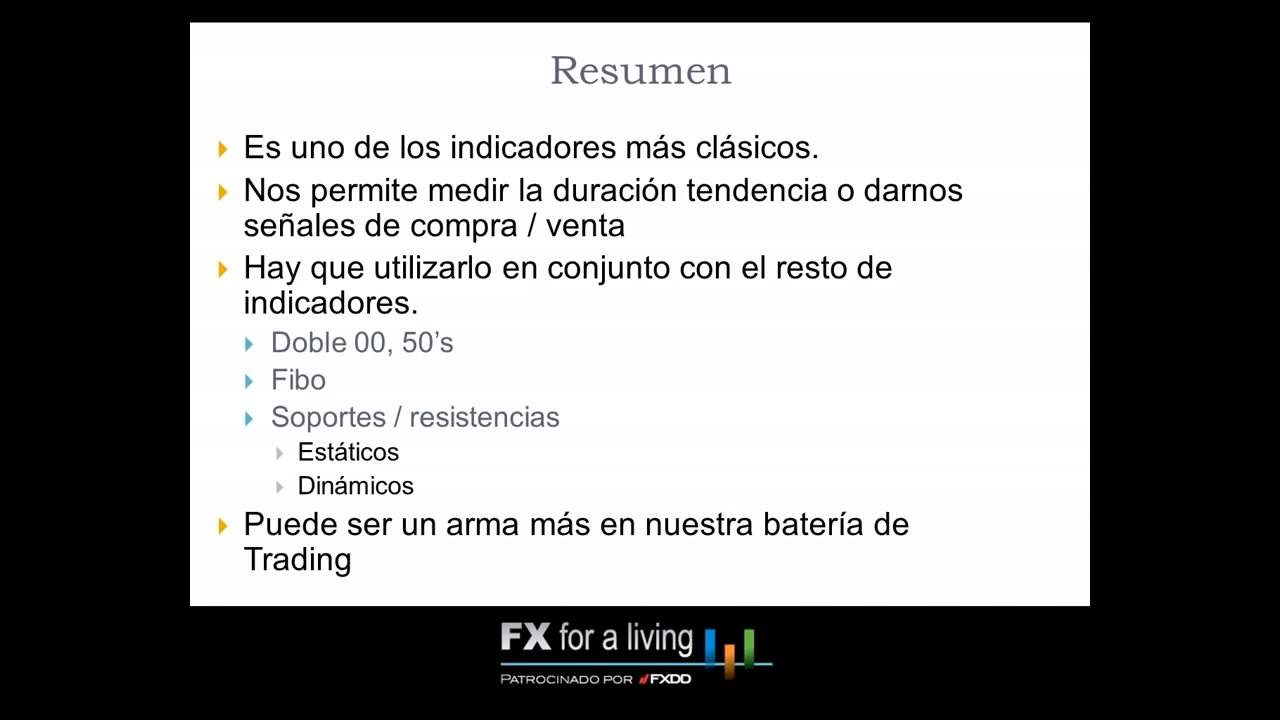 Resumen
Es uno de los indicadores más clásicos.
Nos permite medir la duración tendencia o darnos
señales de compra / venta
Hay que utilizarlo en conjunto con el resto de
indicadores.
Doble 00, 50’s
Fibo
Soportes / resistencias
Estáticos
Dinámicos
Puede ser un arma más en nuestra batería de
Trading
FX for a living
PATROCINADO POR FXDD